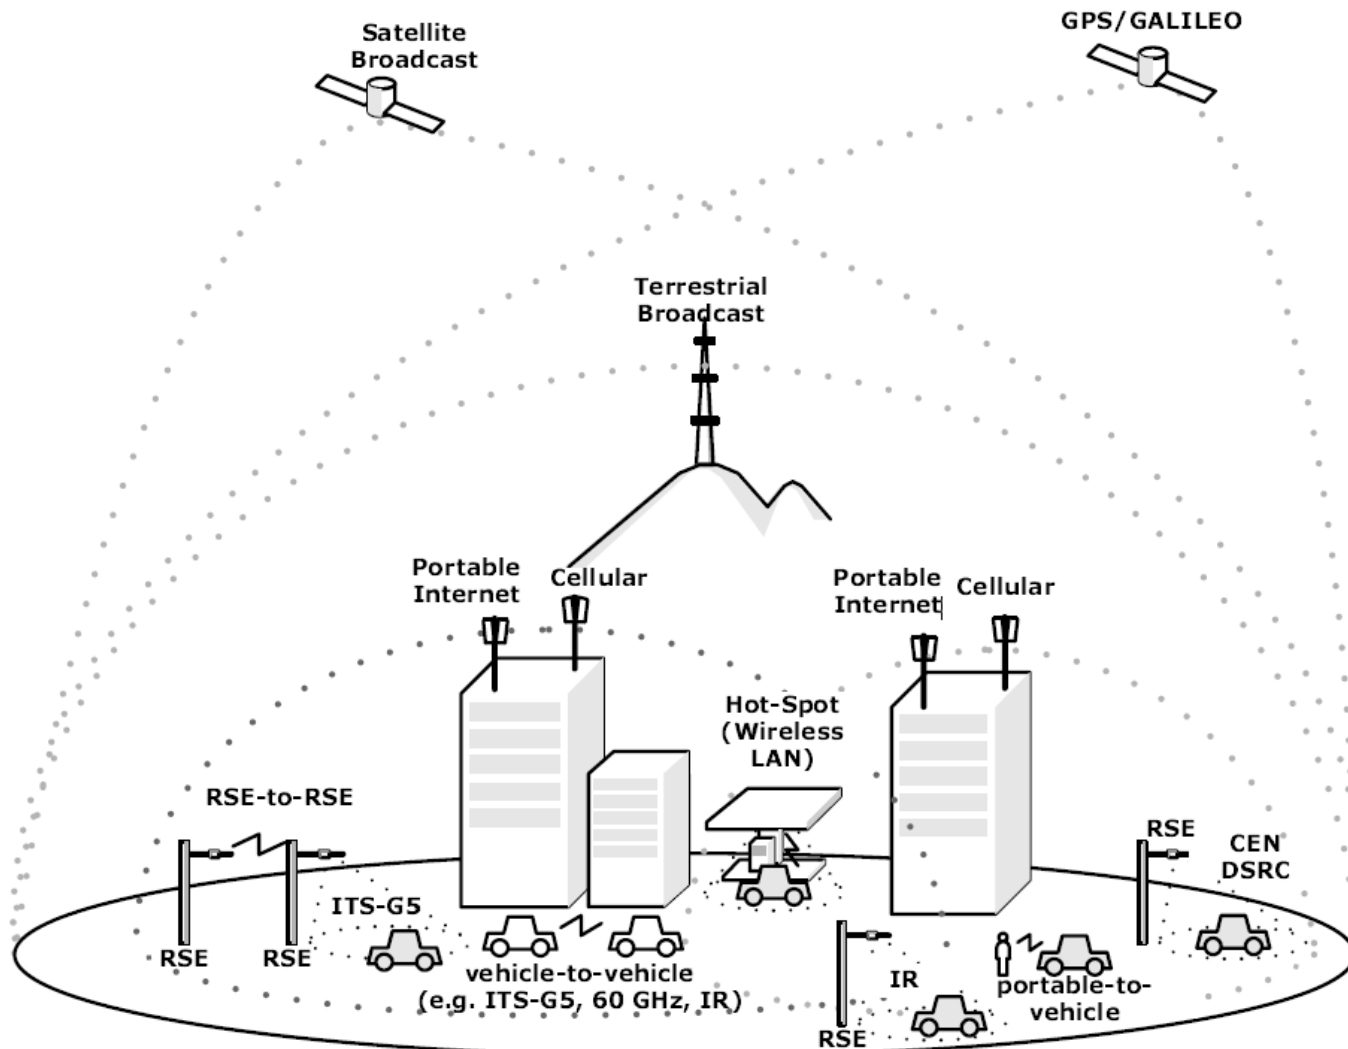 GPS/GALILEO
Satellite
Broadcast
Terrestrial
Broadcast
Portable
Internet
Cellular
Portable
Internet
Cellular
Hot-Spot
(Wireless
LAN)
RSE-to-RSE
RSE
CEN
DSRC
ITS-G5
RSE
RSE
vehicle-to-vehicle
(e.g. ITS-G5, 60 GHz, IR)
IR
portable-to-
vehicle
RSE